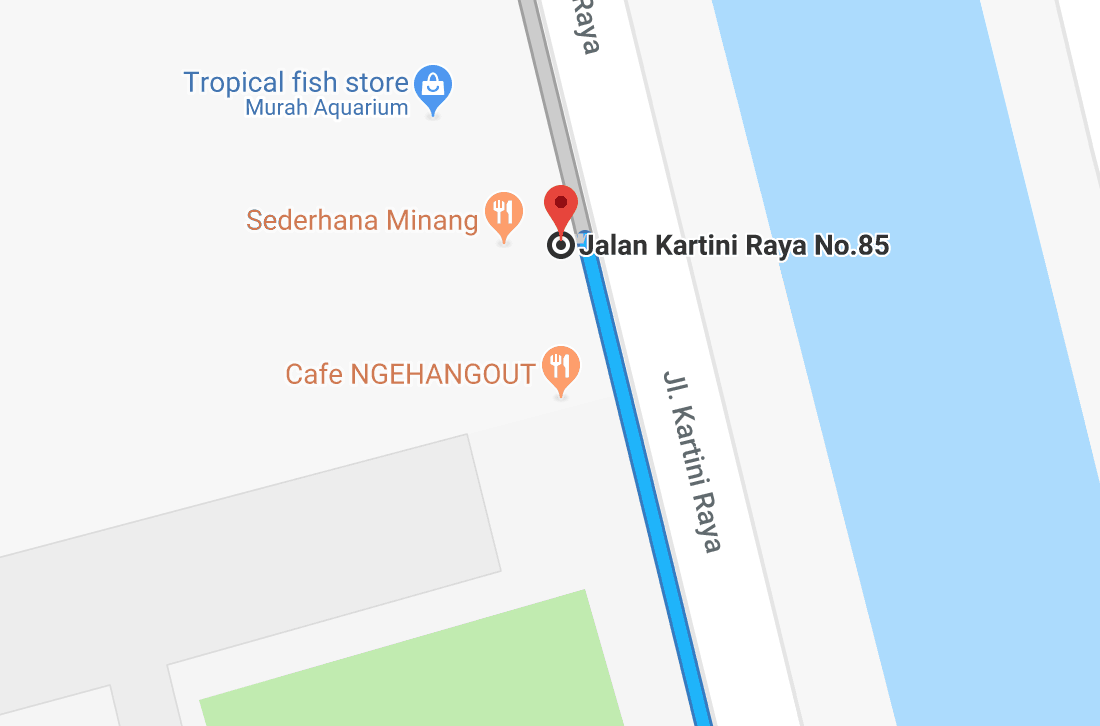 Raya
Tropical fish store
Murah Aquarium
Sederhana Minang
Jalan Kartini Raya No.85
Cafe NGEHANGOUT
Jl. Kartini Raya